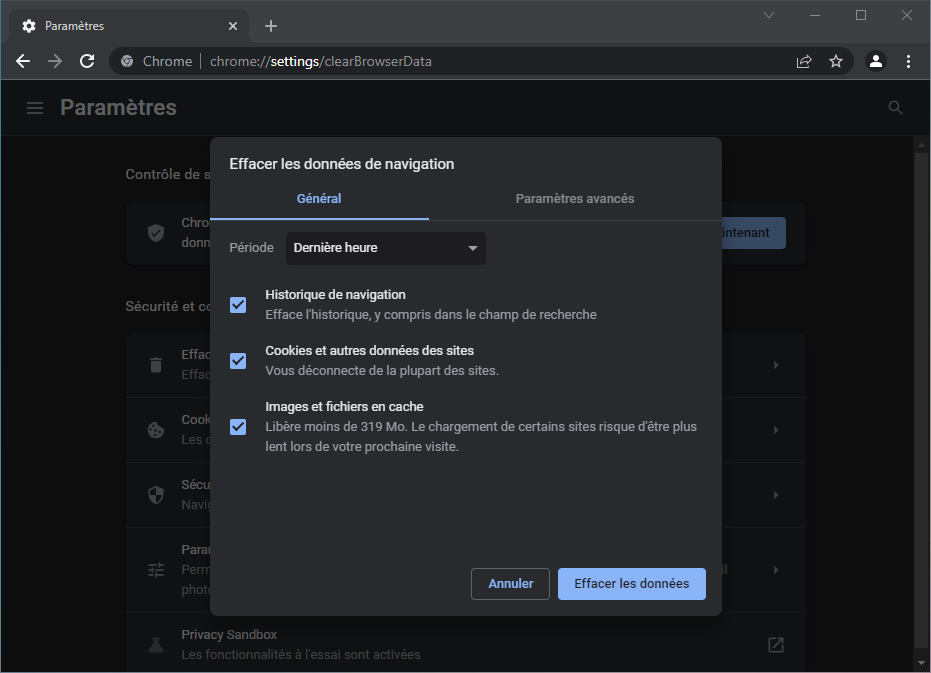 Paramètres
Chrome | chrome://settings/clearBrowserData
Paramètres
Contrôle de s
Chro
donn
intenant
Effacer les données de navigation
Général
Paramètres avancés
Période
Dernière heure
Historique de navigation
Efface l'historique, y compris dans le champ de recherche
Cookies et autres données des sites
Vous déconnecte de la plupart des sites.
Images et fichiers en cache
Libère moins de 319 Mo. Le chargement de certains sites risque d'être plus
lent lors de votre prochaine visite.
Annuler
Effacer les données
Sécurité et co
Effac
Effac
Cook
Les c
Sécu
Navig
Para
Perm
photo
Privacy Sandbox
Les fonctionnalités à l'essai sont activées